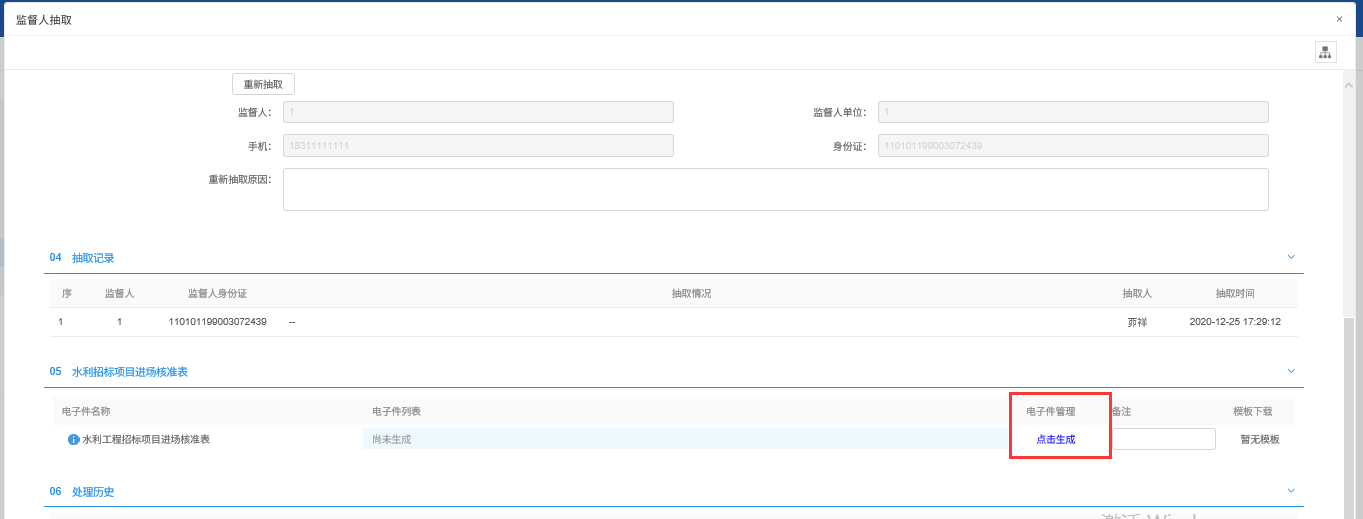 监督人抽取
×
重新抽取
监督人: 1 监督人单位: 1
手机: 18311111111 身份证: 110101199003072439
重新抽取原因:
04 抽取记录
序 监督人 监督人身份证 抽取情况 抽取人 抽取时间
1 1 110101199003072439 -- 祥 2020-12-25 17:29:12
05 水利招标项目进场核准表
电子件名称 电子件列表 电子件管理 备注 模板下载
水利工程招标项目进场核准表 尚未生成 点击生成 暂无模板
06 处理历史